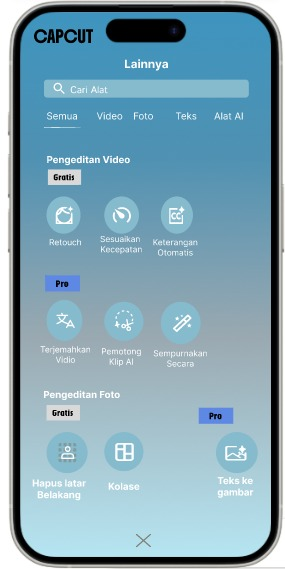 CAPCUT
Lainnya
Cari Alat
Semua Video Foto Teks Alat AI
Pengeditan Video
Gratis
Retouch
Sesuaikan
Kecepatan
Keterangan
Otomatis
CC
Pro
Terjemahkan
Vidio
Pemotong
Klip AI
Sempurnakan
Secara
Pengeditan Foto
Gratis
Pro
Hapus latar
Belakang
Kolase
Teks ke
gambar